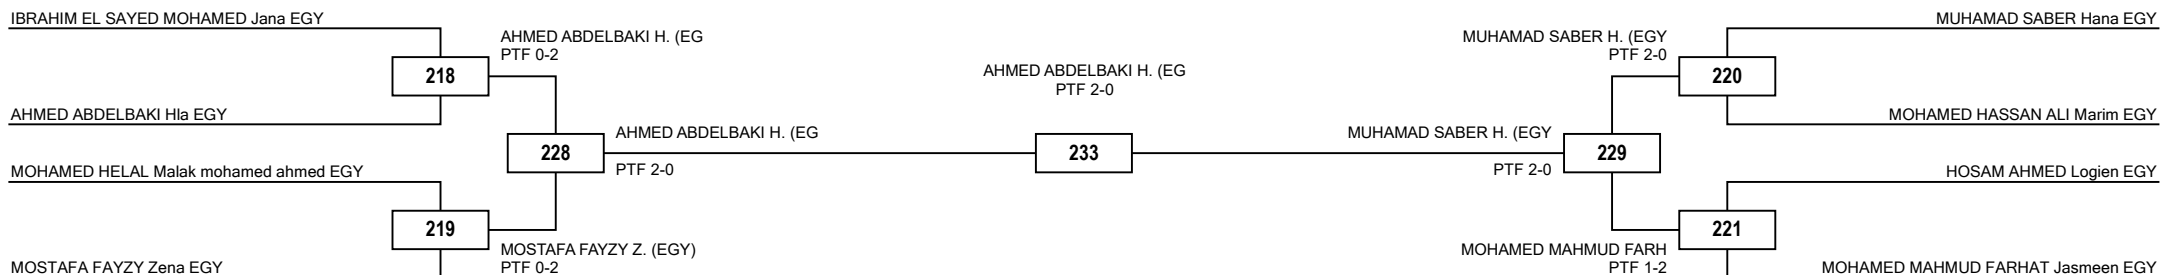 IBRAHIM EL SAYED MOHAMED Jana EGY
AHMED ABDELBAKI H. (EG
PTF 0-2
218
AHMED ABDELBAKI Hla EGY
228
AHMED ABDELBAKI H. (EG
PTF 2-0
MOHAMED HELAL Malak mohamed ahmed EGY
219
MOSTAFA FAYZY Z. (EGY)
PTF 0-2
MOSTAFA FAYZY Zena EGY
AHMED ABDELBAKI H. (EG
PTF 2-0
233
MUHAMAD SABER Hana EGY
MUHAMAD SABER H. (EGY
PTF 2-0
220
MOHAMED HASSAN ALI Marim EGY
MUHAMAD SABER H. (EGY
PTF 2-0
229
HOSAM AHMED Logien EGY
221
MOHAMED MAHMUD FARH
PTF 1-2
MOHAMED MAHMUD FARHAT Jasmeen EGY